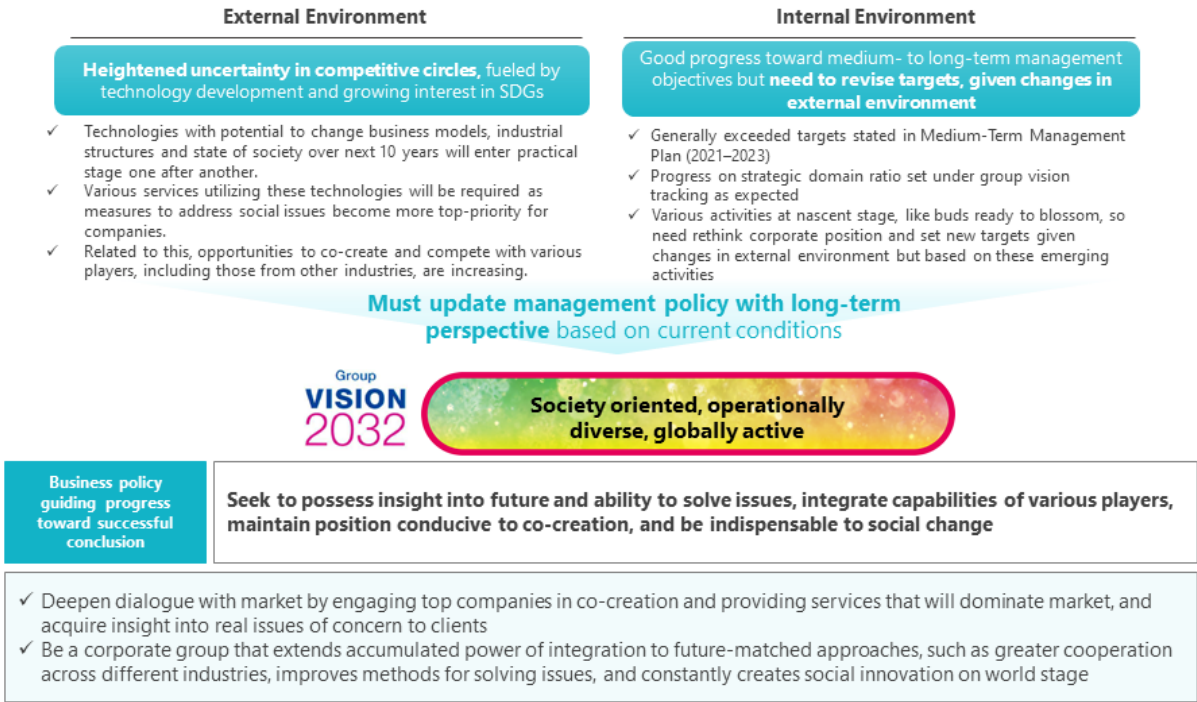 External Environment
Heightened uncertainty in competitive circles, fueled by
technology development and growing interest in SDGs
✓ Technologies with potential to change business models, industrial
structures and state of society over next 10 years will enter practical
stage one after another.
✓ Various services utilizing these technologies will be required as
measures to address social issues become more top-priority for
companies.
✓ Related to this, opportunities to co-create and compete with various
players, including those from other industries, are increasing.
Internal Environment
Good progress toward medium- to long-term management
objectives but need to revise targets, given changes in
external environment
✓ Generally exceeded targets stated in Medium-Term Management
Plan (2021–2023)
✓ Progress on strategic domain ratio set under group vision
tracking as expected
✓ Various activities at nascent stage, like buds ready to blossom, so
need rethink corporate position and set new targets given
changes in external environment but based on these emerging
activities
Must update management policy with long-term
perspective based on current conditions
Group
VISION
2032
Society oriented, operationally
diverse, globally active
Business policy
guiding progress
toward successful
conclusion
Seek to possess insight into future and ability to solve issues, integrate capabilities of various players,
maintain position conducive to co-creation, and be indispensable to social change
✓ Deepen dialogue with market by engaging top companies in co-creation and providing services that will dominate market, and
acquire insight into real issues of concern to clients
✓ Be a corporate group that extends accumulated power of integration to future-matched approaches, such as greater cooperation
across different industries, improves methods for solving issues, and constantly creates social innovation on world stage